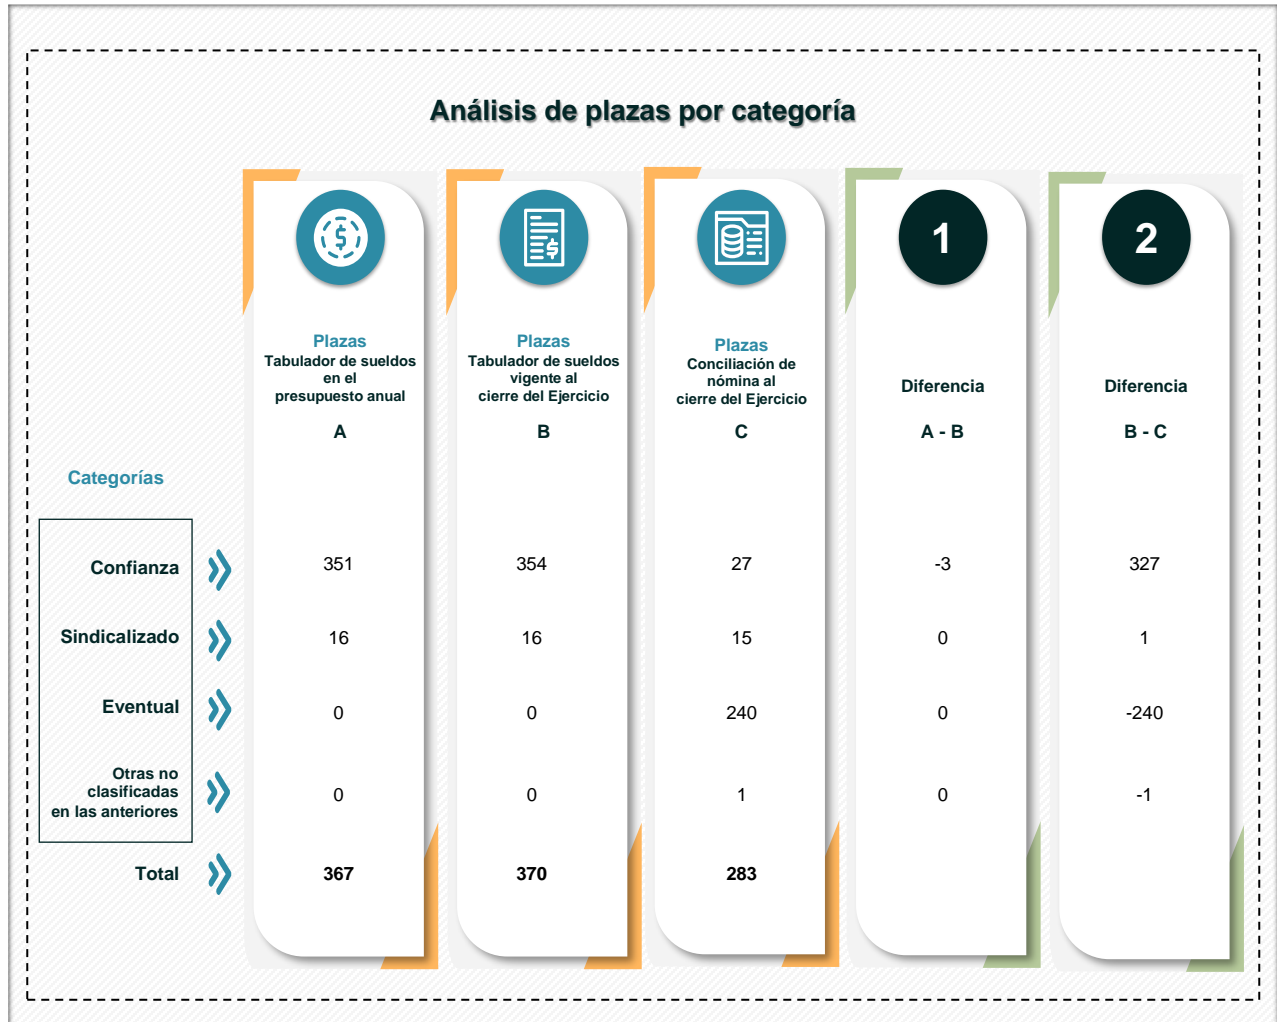 Análisis de plazas por categoría
1
2
Plazas
Tabulador de sueldos
en el
presupuesto anual
A
Plazas
Tabulador de sueldos
vigente al
cierre del Ejercicio
B
Plazas
Conciliación de
nómina al
cierre del Ejercicio
C
Diferencia
A - B
Diferencia
B - C
Categorías
Confianza 351 354 27 -3 327
Sindicalizado 16 16 15 0 1
Eventual 0 0 240 0 -240
Otras no
clasificadas
en las anteriores
0 0 1 0 -1
Total 367 370 283